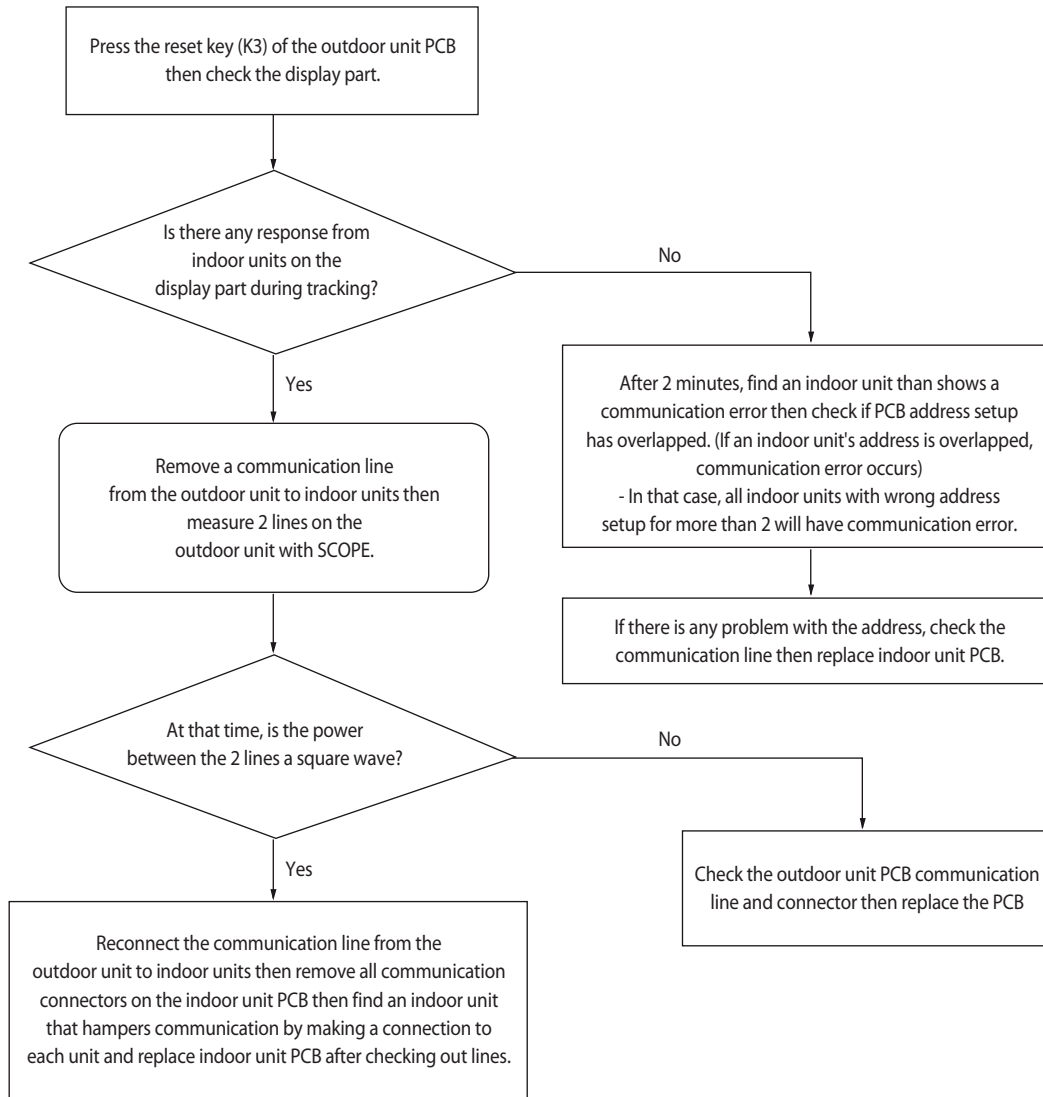 Press the reset key (K3) of the outdoor unit PCB
then check the display part.
Is there any response from
indoor units on the
display part during tracking?
No
Yes
After 2 minutes, find an indoor unit than shows a
communication error then check if PCB address setup
has overlapped. (If an indoor unit's address is overlapped,
communication error occurs)
- In that case, all indoor units with wrong address
setup for more than 2 will have communication error.
Remove a communication line
from the outdoor unit to indoor units then
measure 2 lines on the
outdoor unit with SCOPE.
If there is any problem with the address, check the
communication line then replace indoor unit PCB.
At that time, is the power
between the 2 lines a square wave?
No
Yes
Check the outdoor unit PCB communication
line and connector then replace the PCB
Reconnect the communication line from the
outdoor unit to indoor units then remove all communication
connectors on the indoor unit PCB then find an indoor unit
that hampers communication by making a connection to
each unit and replace indoor unit PCB after checking out lines.